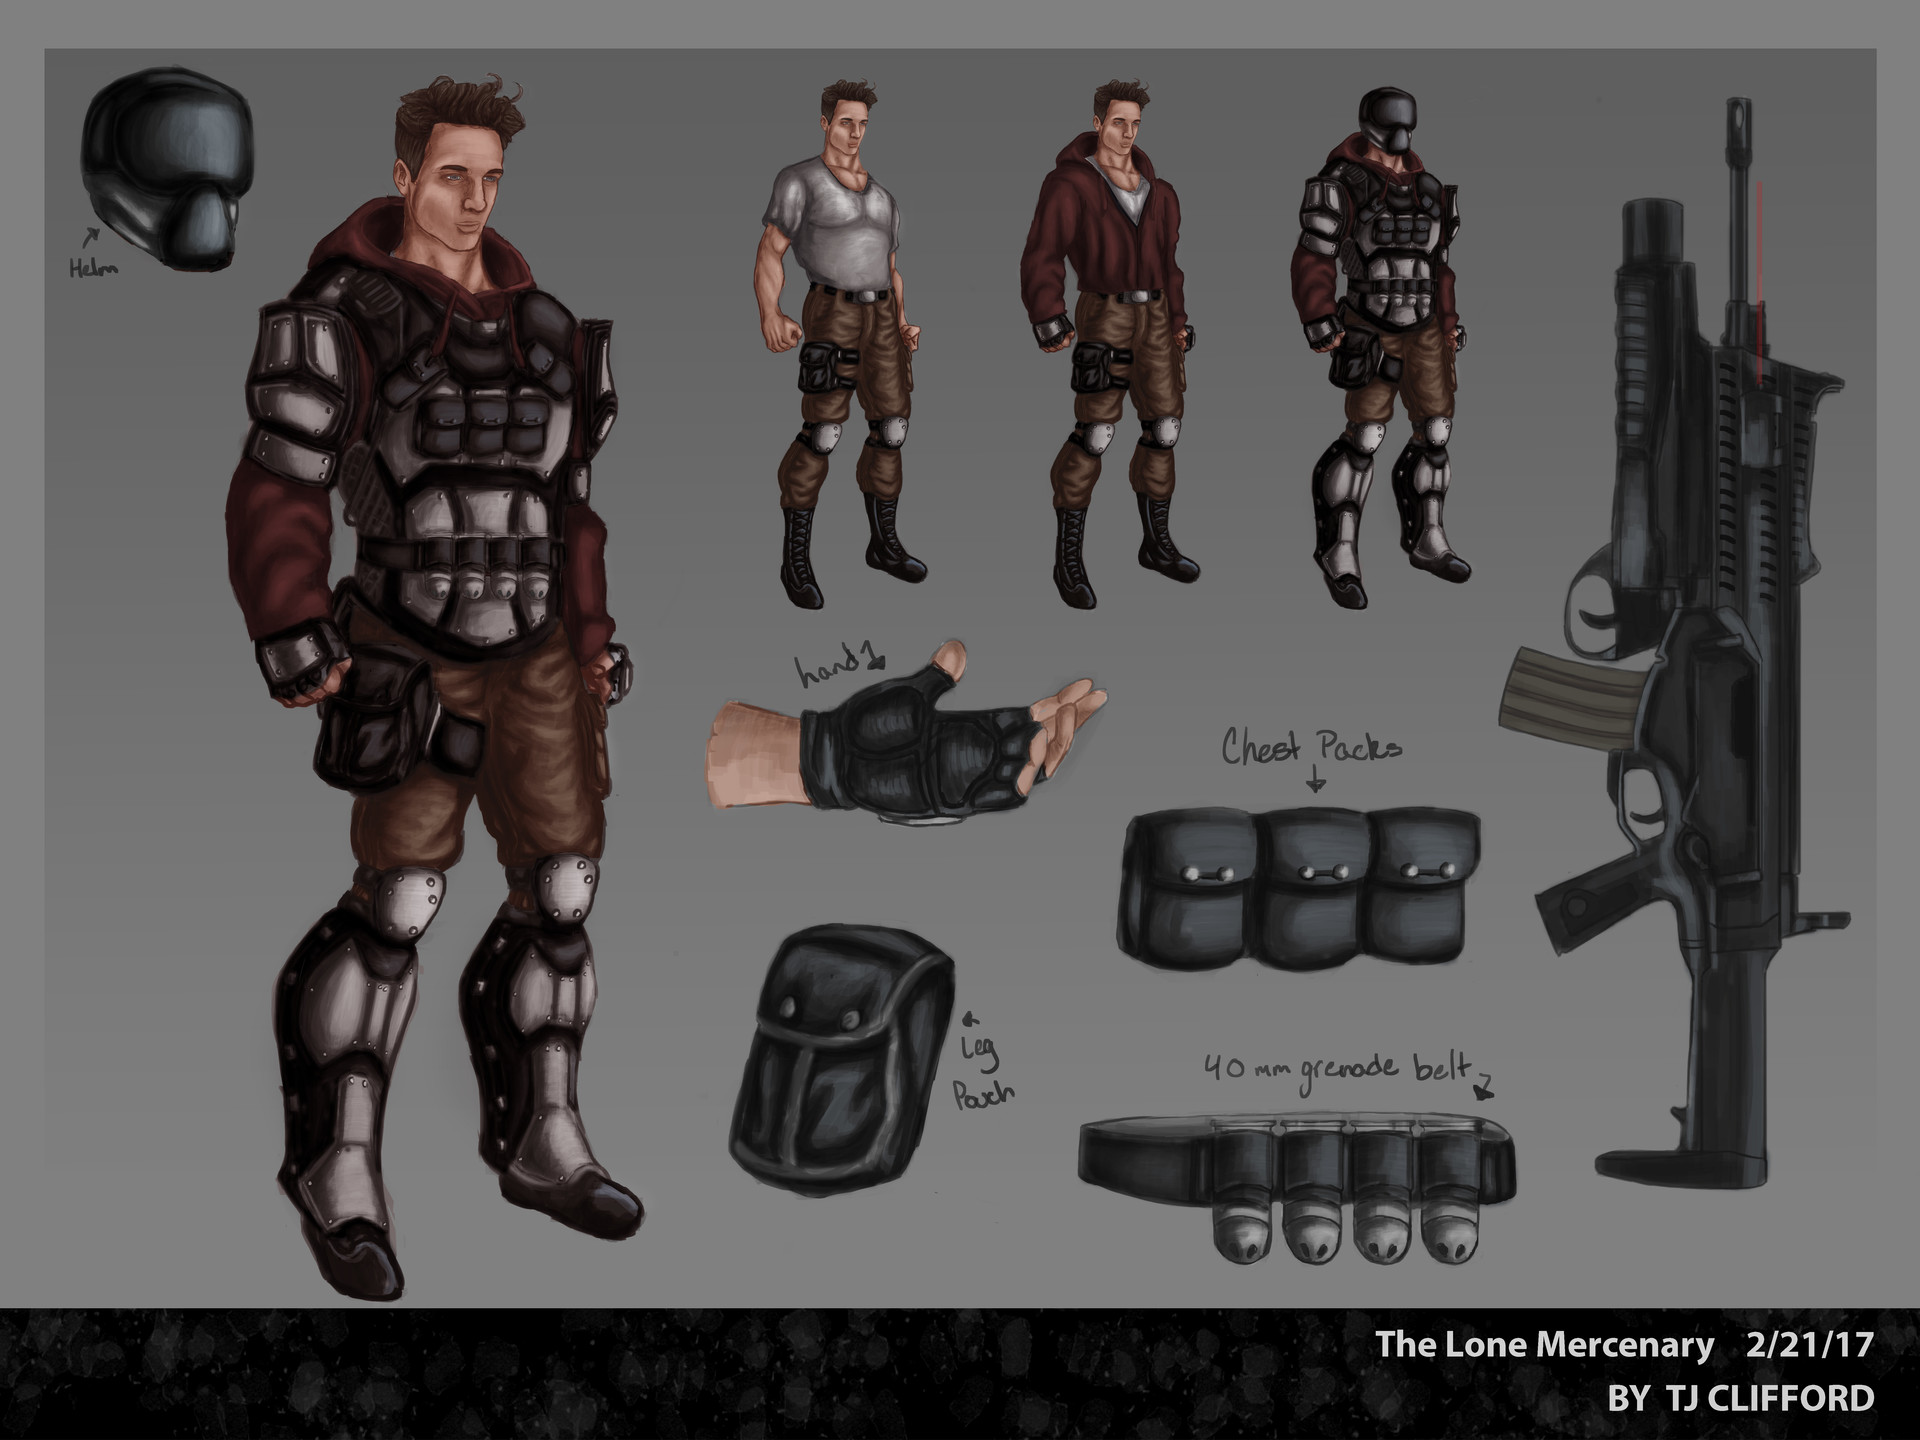 Helm
hand
Chest Packs
Leg
Pouch
40 mm grenade belt
The Lone Mercenary 2/21/17
BY TJ CLIFFORD